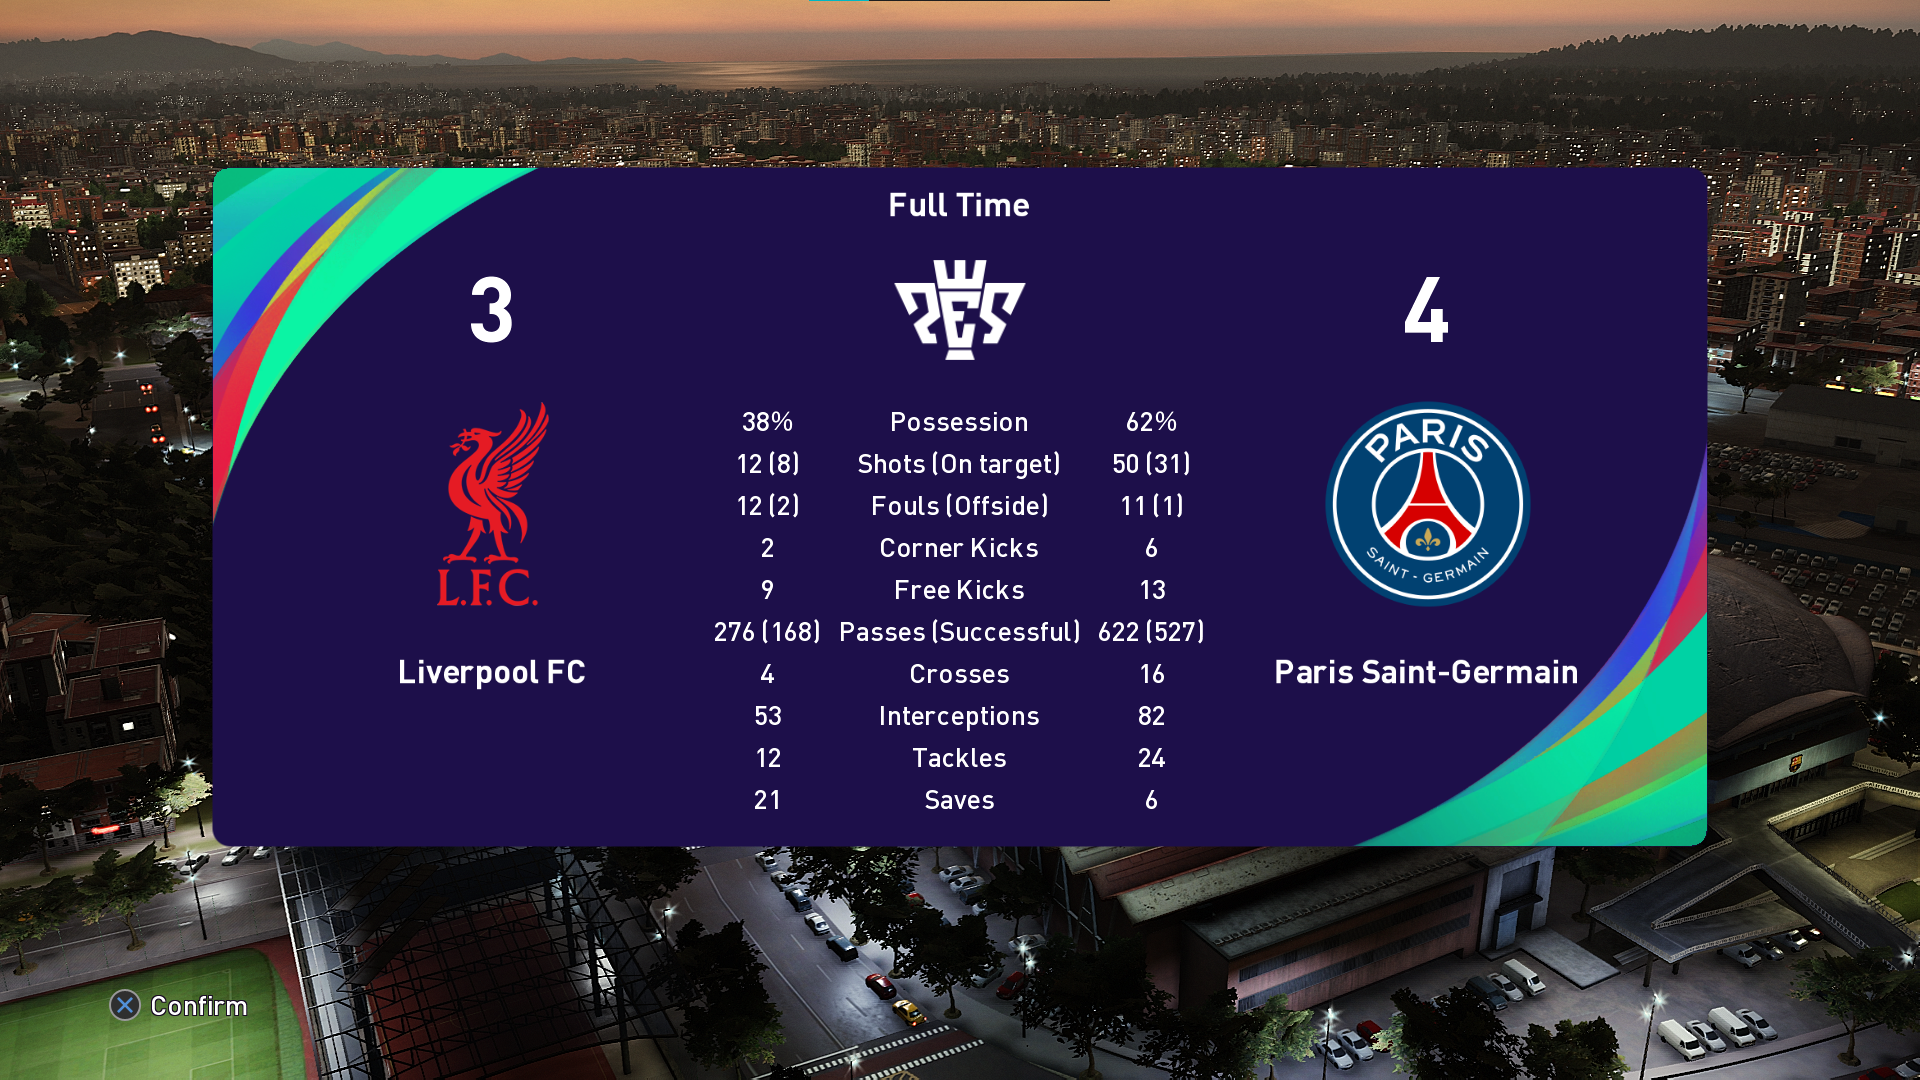 Full Time
3 PES 4
38% Possession 62%
12 (8) Shots (On target) 50 (31)
12 (2) Fouls (Offside) 11 (1)
2 Corner Kicks 6
9 Free Kicks 13
276 (168) Passes (Successful) 622 (527)
4 Crosses 16
53 Interceptions 82
12 Tackles 24
21 Saves 6
L.F.C.
Liverpool FC
PARIS
SAINT-GERMAIN
Paris Saint-Germain
Confirm